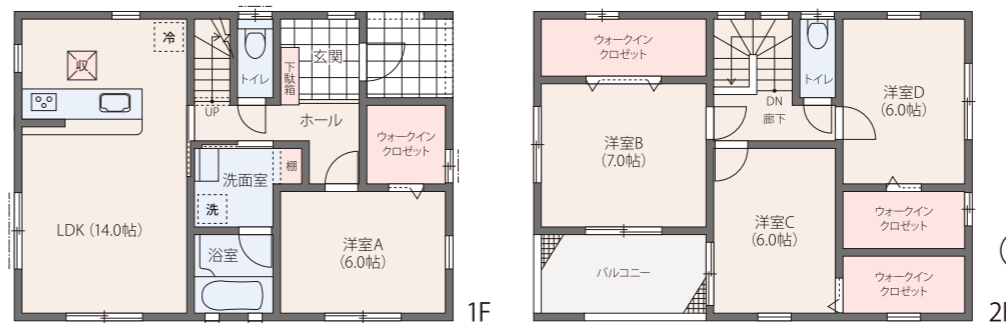 冷
収
UP
トイレ
下駄箱
玄関
ホール
ウォークイン
クロゼット
棚
洗面室
洗
LDK (14.0帖)
浴室
洋室A
(6.0帖)
1F
ウォークイン
クロゼット
トイレ
DN
廊下
洋室D
(6.0帖)
洋室B
(7.0帖)
洋室C
(6.0帖)
ウォークイン
クロゼット
バルコニー
ウォークイン
クロゼット